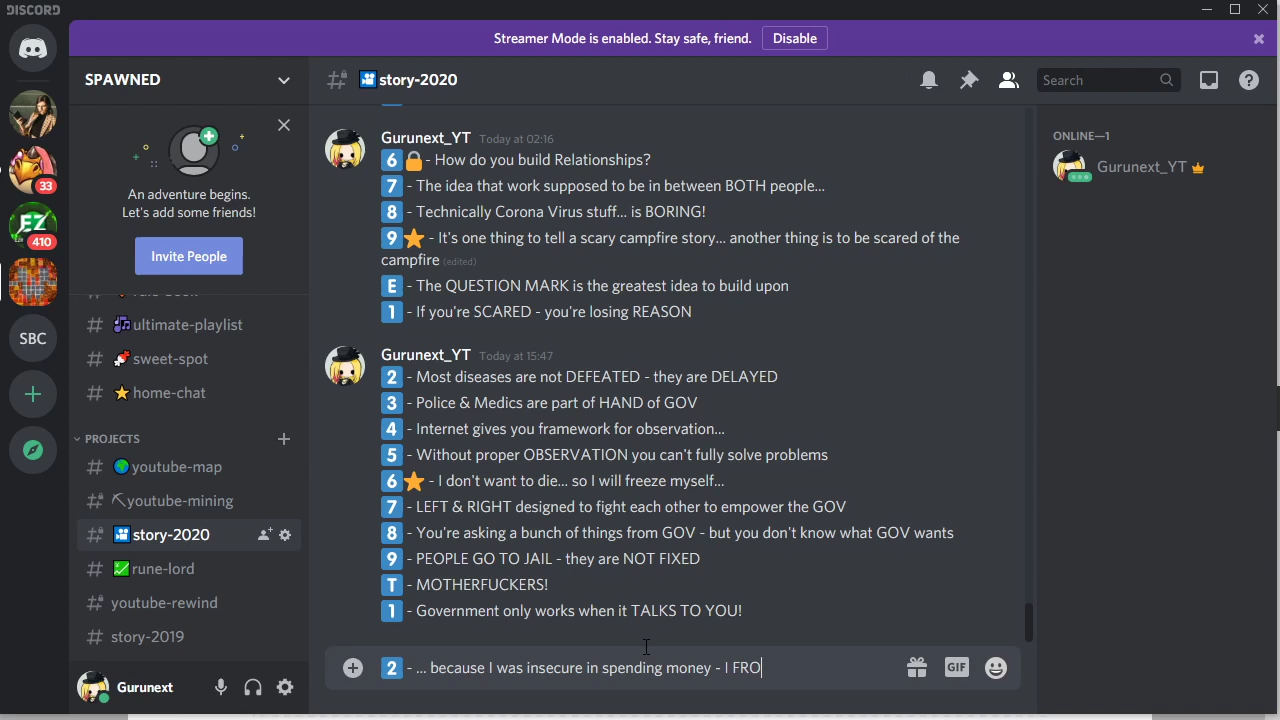 DISCORD
Streamer Mode is enabled. Stay safe, friend. Disable
SPAWNED
story-2020
Search
An adventure begins.
Let's add some friends!
Invite People
33
EZ
410
SBC
ultimate-playlist
sweet-spot
home-chat
PROJECTS
youtube-map
youtube-mining
story-2020
rune-lord
youtube-rewind
story-2019
Gurunext
Gurunext_YT Today at 02:16
6 - How do you build Relationships?
7 - The idea that work supposed to be in between BOTH people...
8 - Technically Corona Virus stuff... is BORING!
9 - It's one thing to tell a scary campfire story... another thing is to be scared of the
campfire (edited)
E - The QUESTION MARK is the greatest idea to build upon
1 - If you're SCARED - you're losing REASON
Gurunext_YT Today at 15:47
2 - Most diseases are not DEFEATED - they are DELAYED
3 - Police & Medics are part of HAND of GOV
4 - Internet gives you framework for observation...
5 - Without proper OBSERVATION you can't fully solve problems
6 - I don't want to die... so I will freeze myself...
7 - LEFT & RIGHT designed to fight each other to empower the GOV
8 - You're asking a bunch of things from GOV - but you don't know what GOV wants
9 - PEOPLE GO TO JAIL - they are NOT FIXED
T - MOTHERFUCKERS!
1 - Government only works when it TALKS TO YOU!
2 - ... because I was insecure in spending money - I FRO
GIF
ONLINE—1
Gurunext_YT